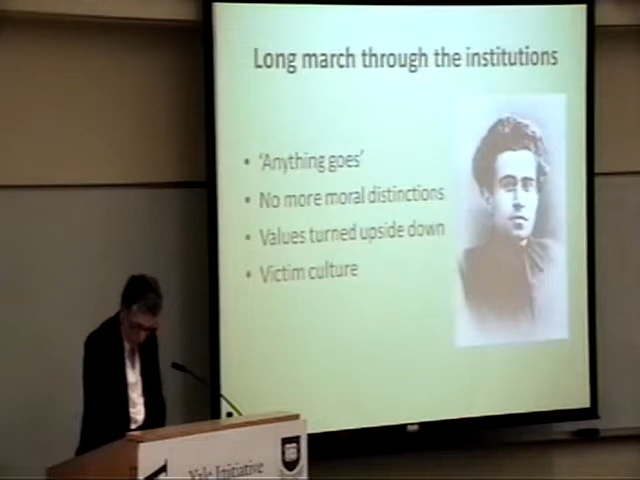 Long march through the institutions
• 'Anything goes'
• No more moral distinctions
• Values turned upside down
• Victim culture
Yale Initiative